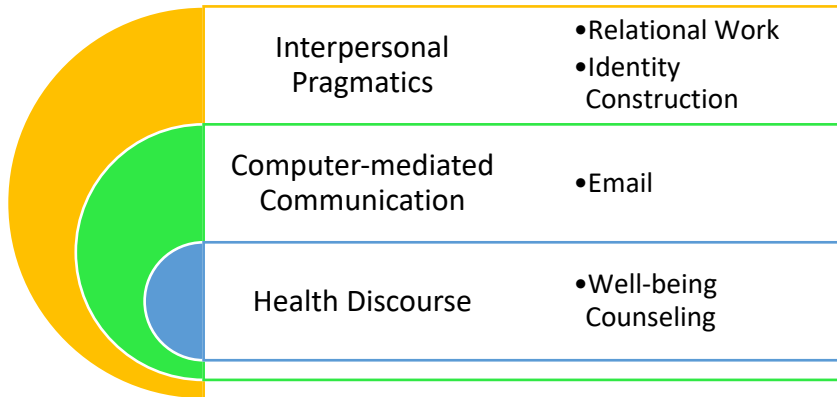 Interpersonal
Pragmatics
•Relational Work
•Identity
Construction
Computer-mediated
Communication
•Email
Health Discourse
•Well-being
Counseling